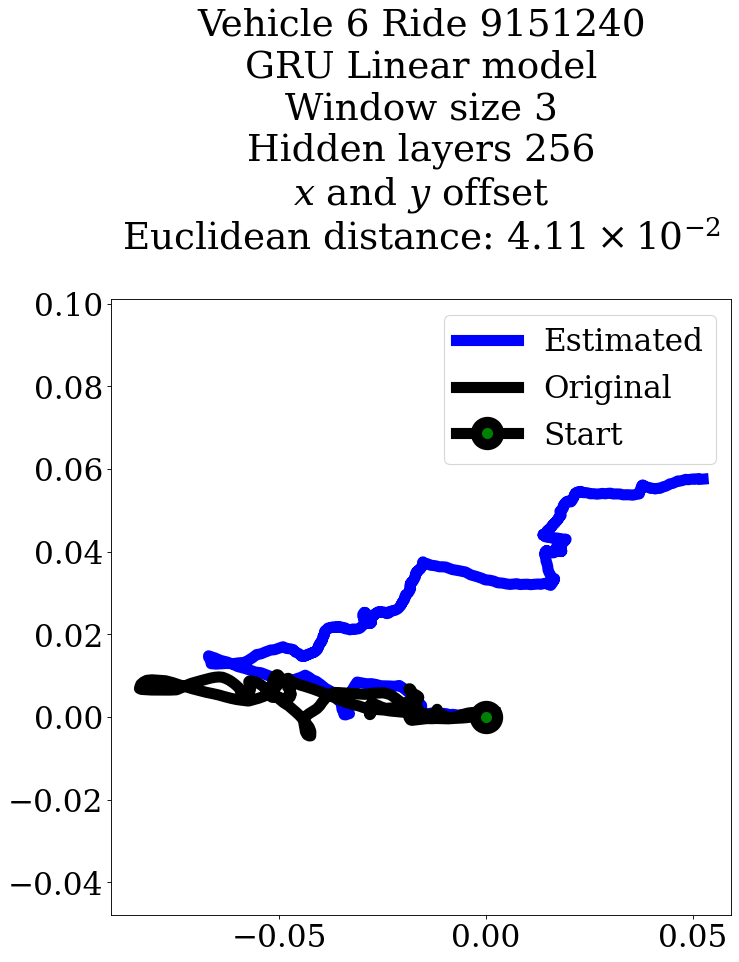 Vehicle 6 Ride 9151240
GRU Linear model
Window size 3
Hidden layers 256
x and y offset
Euclidean distance: 4.11 × 10⁻²
Estimated
Original
Start
0.10
0.08
0.06
0.04
0.02
0.00
−0.02
−0.04
−0.05
0.00
0.05